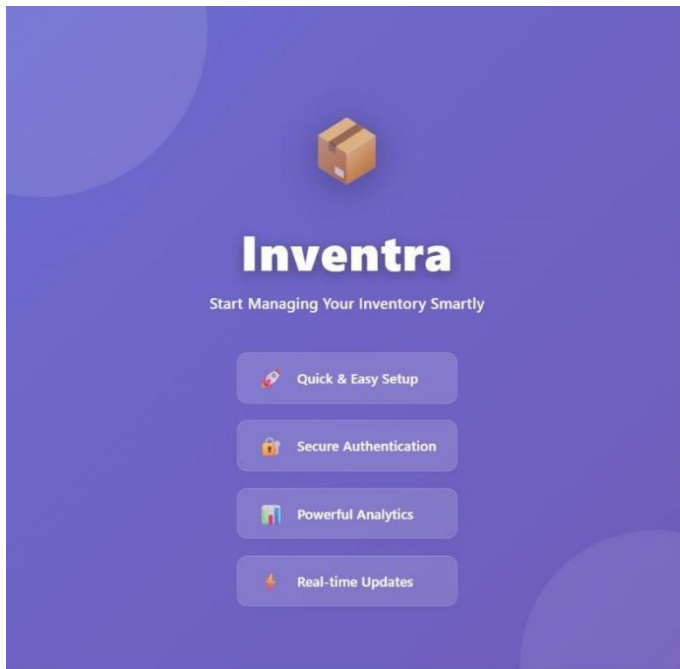 Inventra
Start Managing Your Inventory Smartly
Quick & Easy Setup
Secure Authentication
Powerful Analytics
Real-time Updates